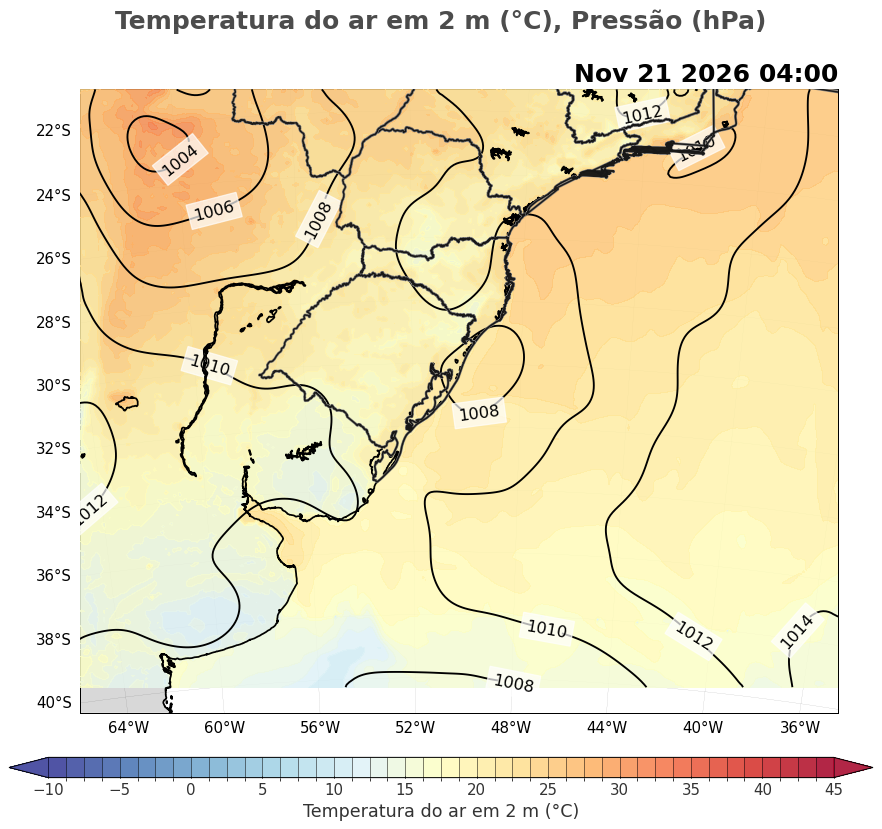 Temperatura do ar em 2 m (°C), Pressão (hPa)
Nov 21 2026 04:00
1012
1010
1004
1006
1008
1010
1008
1012
1010
1012
1014
1008
22°S
24°S
26°S
28°S
30°S
32°S
34°S
36°S
38°S
40°S
64°W 60°W 56°W 52°W 48°W 44°W 40°W 36°W
−10 −5 0 5 10 15 20 25 30 35 40 45
Temperatura do ar em 2 m (°C)